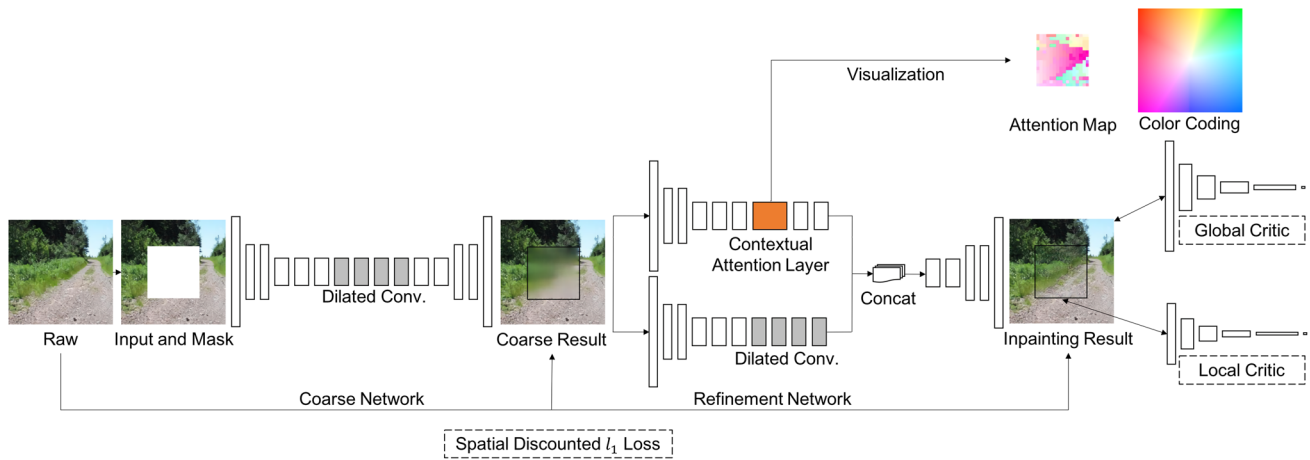 Visualization
Attention Map
Color Coding
Contextual
Attention Layer
Global Critic
Dilated Conv.
Concat
Raw
Input and Mask
Coarse Result
Inpainting Result
Dilated Conv.
Local Critic
Coarse Network
Refinement Network
Spatial Discounted l₁ Loss